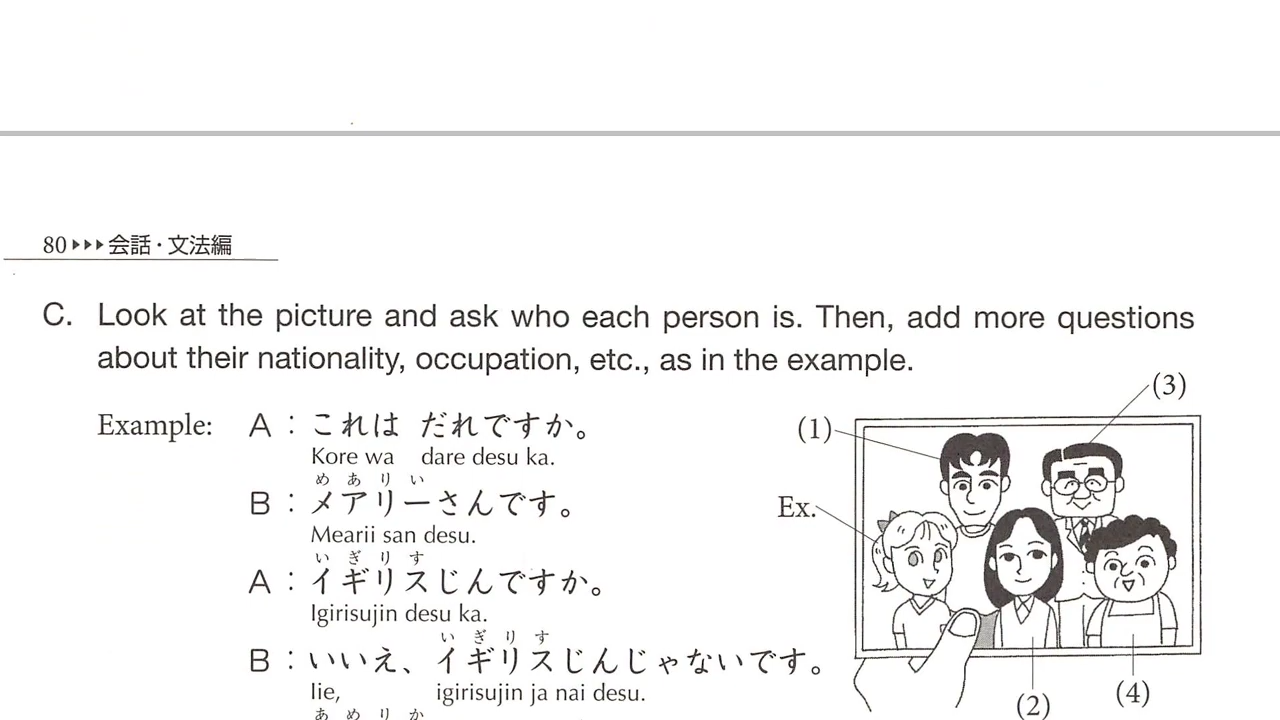 80▶▶▶会話・文法編
C. Look at the picture and ask who each person is. Then, add more questions
about their nationality, occupation, etc., as in the example.
Example: A：これは だれですか。
Kore wa dare desu ka.
めありい
B：メアリーさんです。
Mearii san desu.
いぎりす
A：イギリスじんですか。
Igirisujin desu ka.
いぎりす
B：いいえ、イギリスじんじゃないです。
Iie, igirisujin ja nai desu.
あめりか
(1)
(3)
Ex.
(2)
(4)